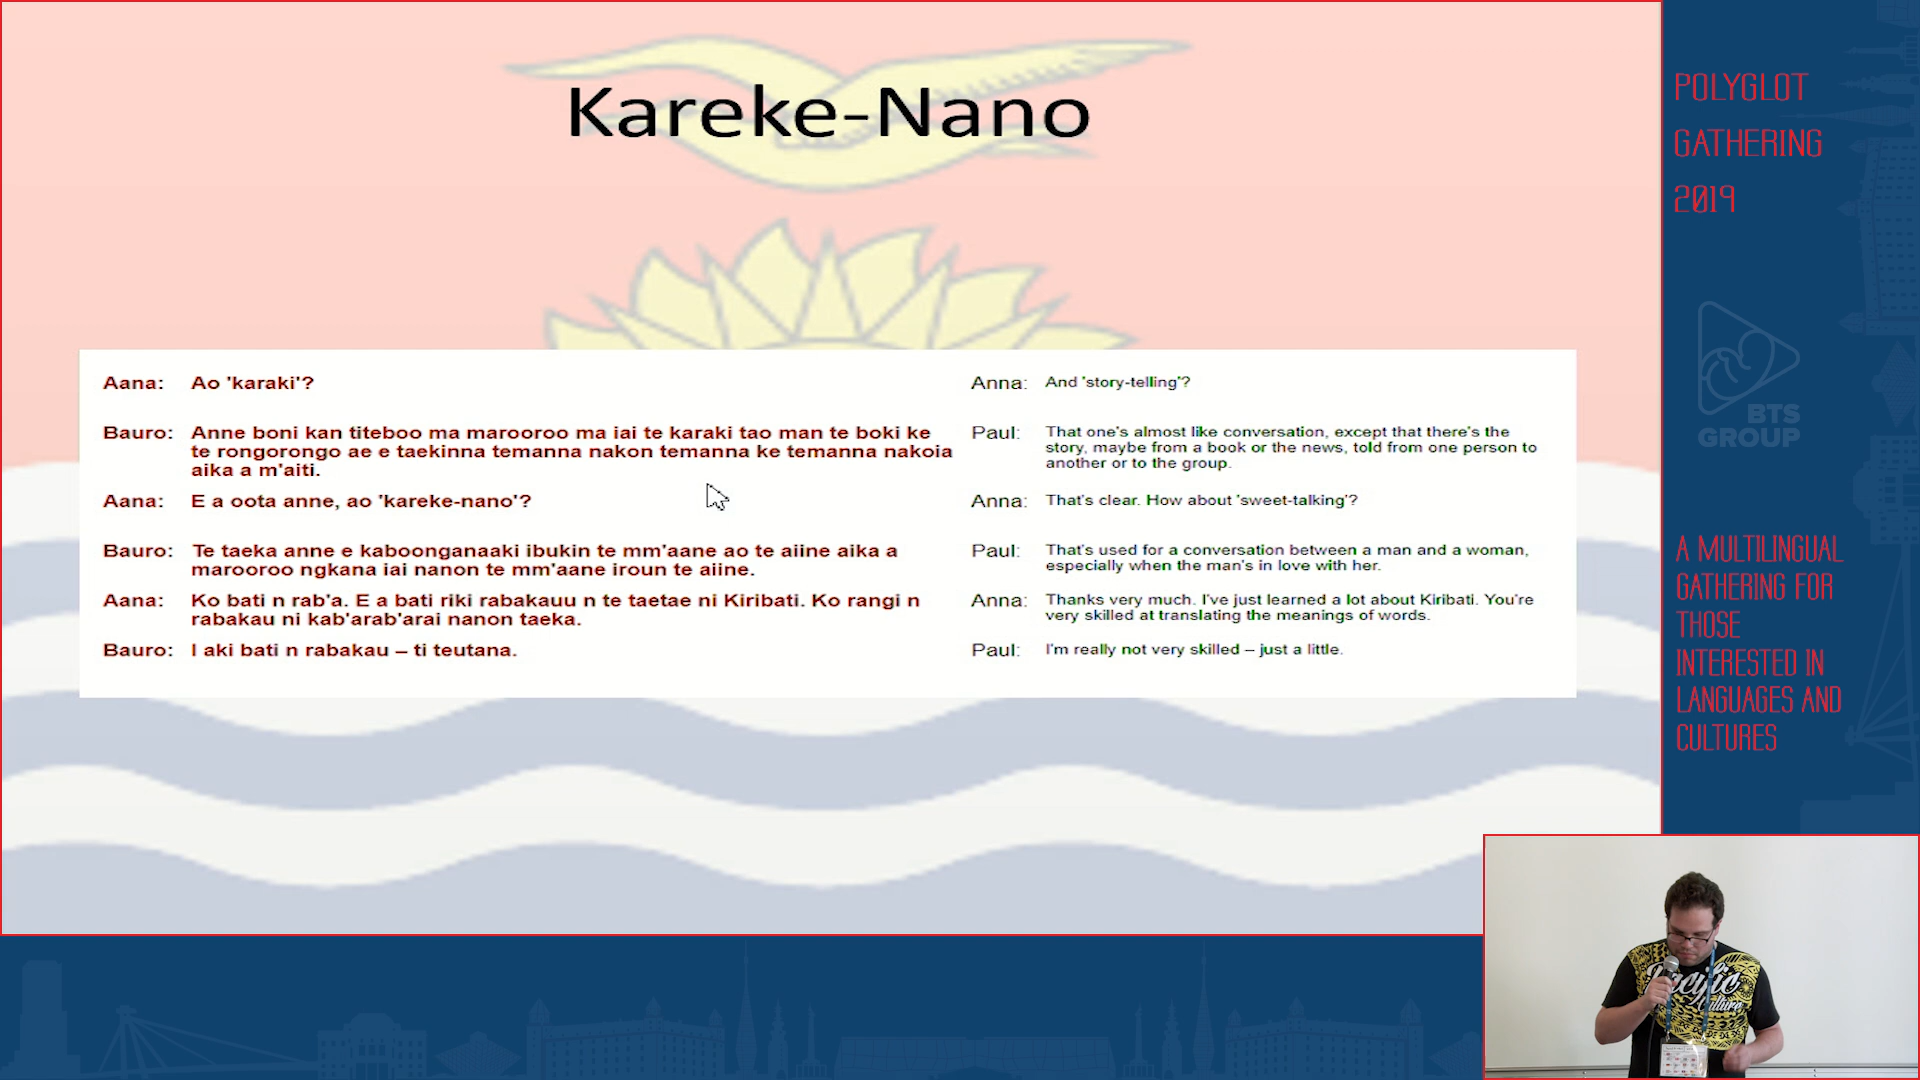 Kareke-Nano
Aana: Ao 'karaki'?
Bauro: Anne boni kan titeboo ma marooroo ma iai te karaki tao man te boki ke
te rongorongo ae e taekinna temanna nakon temanna ke temanna nakoia
aika a m'aiti.
Aana: E a oota anne, ao 'kareke-nano'?
Bauro: Te taeka anne e kaboonganaaki ibukin te mm'aane ao te aiine aika a
marooroo ngkana iai nanon te mm'aane iroun te aiine.
Aana: Ko bati n rab'a. E a bati riki rabakauu n te taetae ni Kiribati. Ko rangi n
rabakau ni kab'arab'arai nanon taeka.
Bauro: I aki bati n rabakau – ti teutana.
Anna: And 'story-telling'?
Paul: That one's almost like conversation, except that there's the
story, maybe from a book or the news, told from one person to
another or to the group.
Anna: That's clear. How about 'sweet-talking'?
Paul: That's used for a conversation between a man and a woman,
especially when the man's in love with her.
Anna: Thanks very much. I've just learned a lot about Kiribati. You're
very skilled at translating the meanings of words.
Paul: I'm really not very skilled – just a little.
POLYGLOT
GATHERING
2019
BTS
GROUP
A MULTILINGUAL
GATHERING FOR
THOSE
INTERESTED IN
LANGUAGES AND
CULTURES
Pacific
Culture